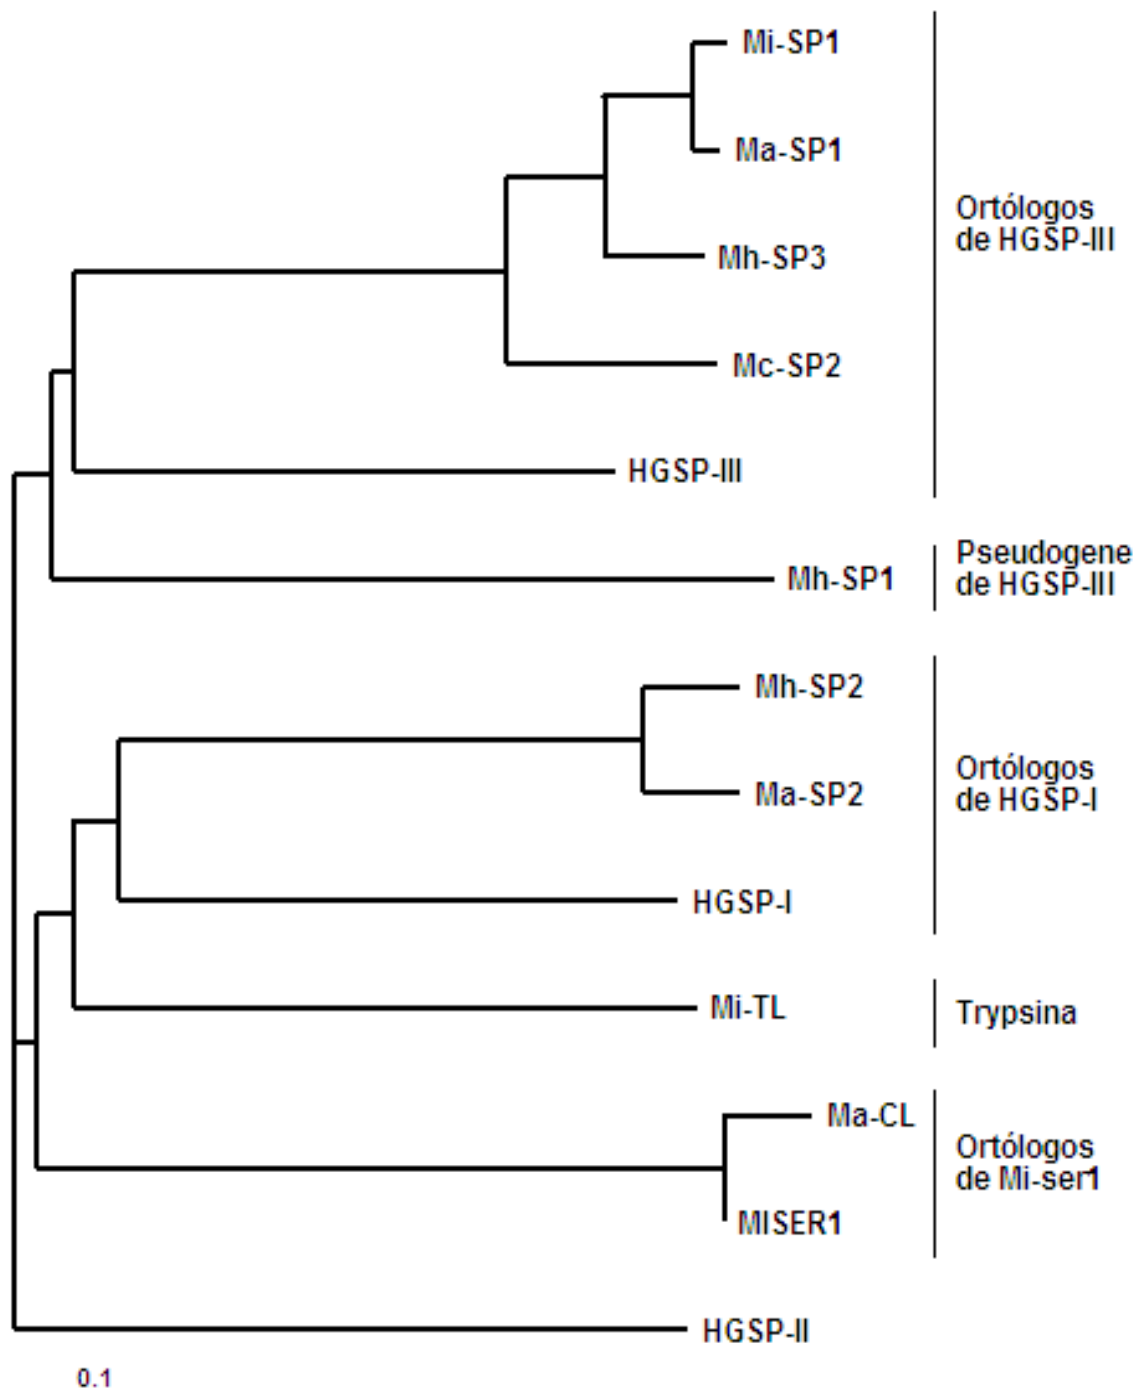 Mi-SP1
Ma-SP1
Ortólogos
de HGSP-III
Mh-SP3
Mc-SP2
HGSP-III
Pseudogene
de HGSP-III
Mh-SP1
Mh-SP2
Ortólogos
de HGSP-I
Ma-SP2
HGSP-I
Mi-TL
Trypsina
Ma-CL
Ortólogos
de Mi-ser1
MISER1
HGSP-II
0.1